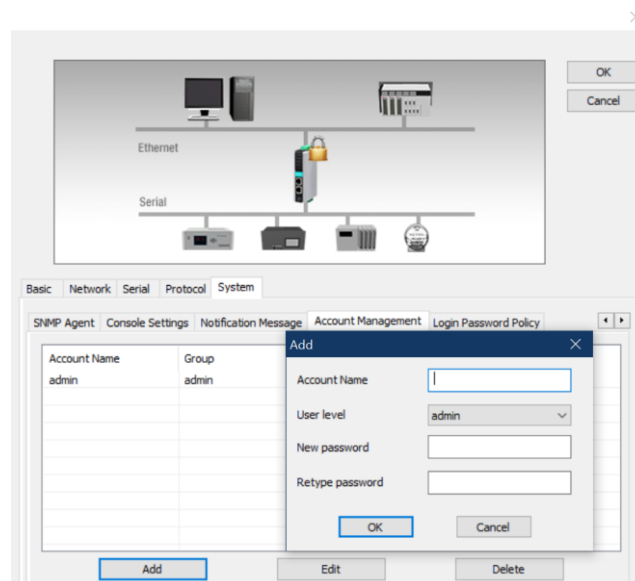 OK
Cancel
Ethernet
Serial
Basic Network Serial Protocol System
SNMP Agent Console Settings Notification Message Account Management Login Password Policy
Account Name Group
admin admin
Add
Account Name
User level admin
New password
Retype password
OK Cancel
Add Edit Delete